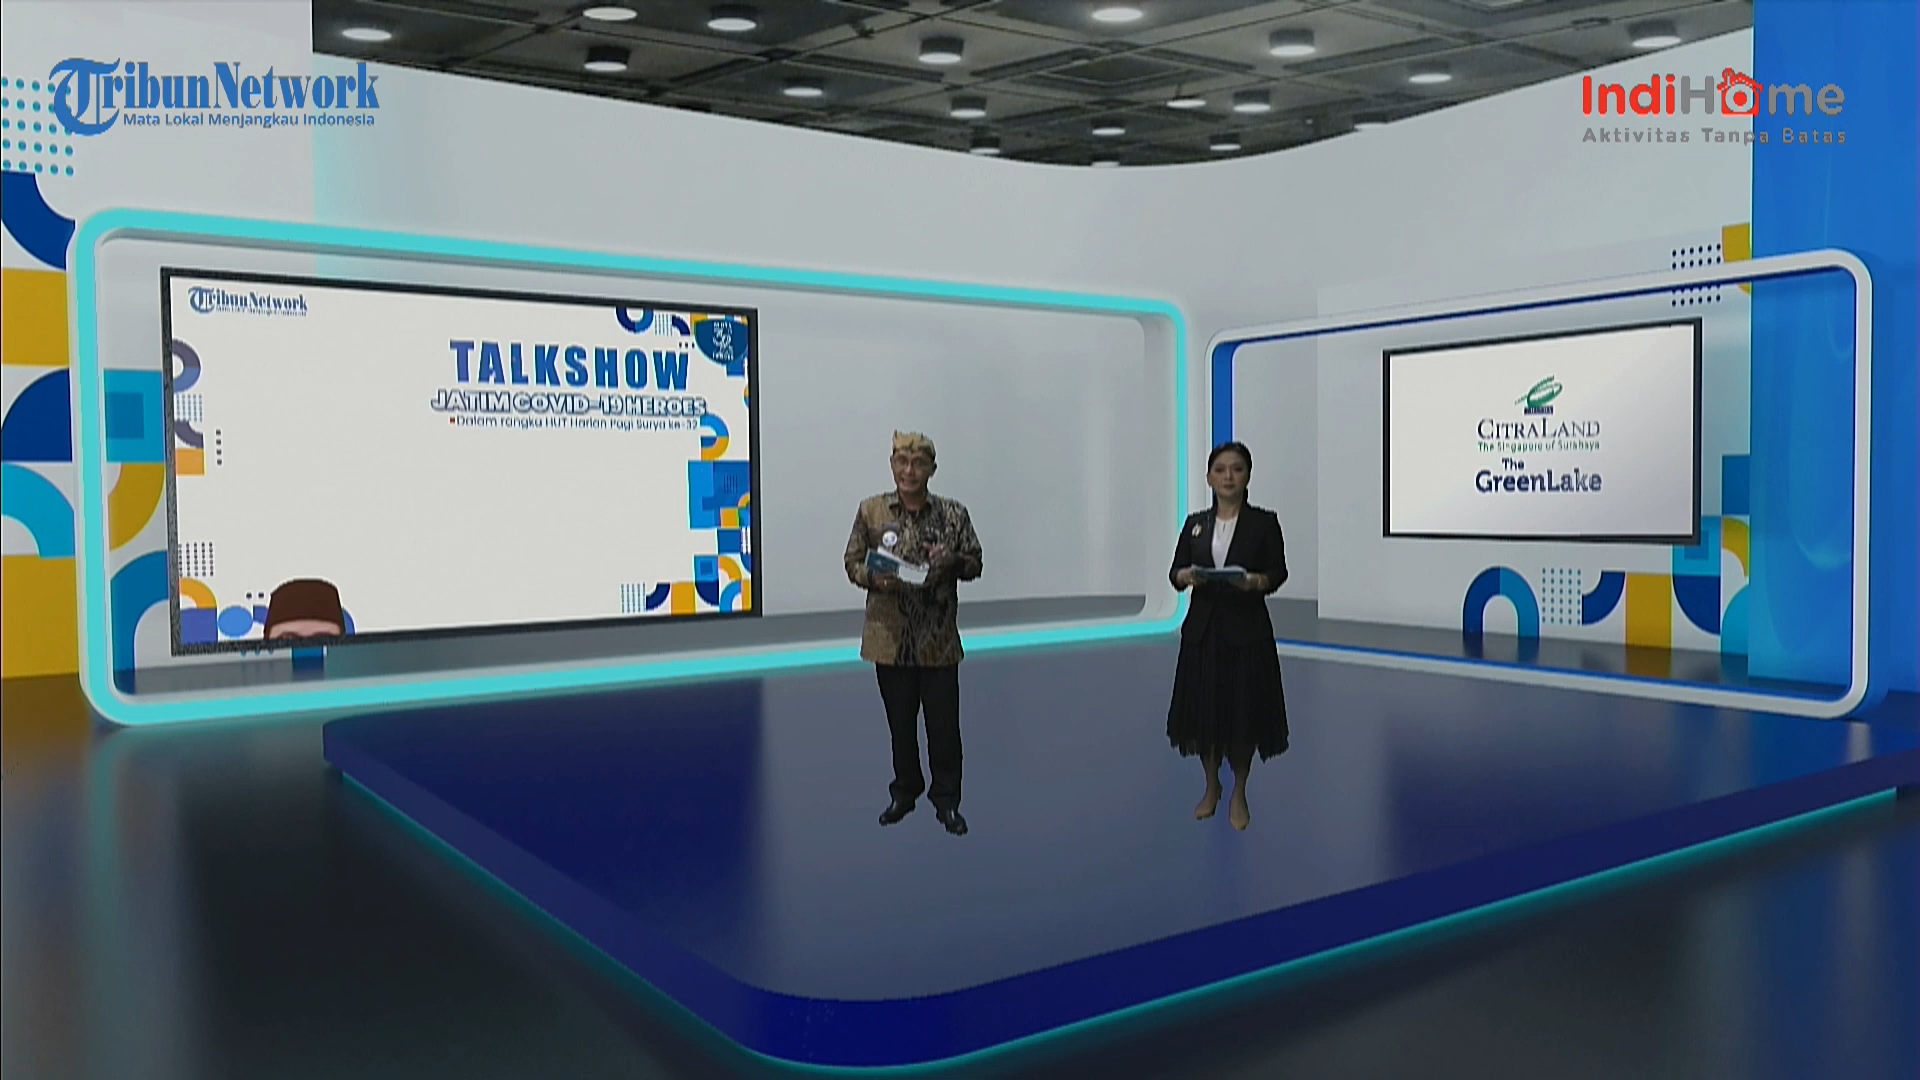 TribunNetwork
Mata Lokal Menjangkau Indonesia
IndiHome
Aktivitas Tanpa Batas
TribunNetwork
TALKSHOW
JATIM COVID-19 HEROES
Dalam rangka HUT Harian Pagi Surya ke-32
CITRALAND
The Singapore of Surabaya
The
GreenLake